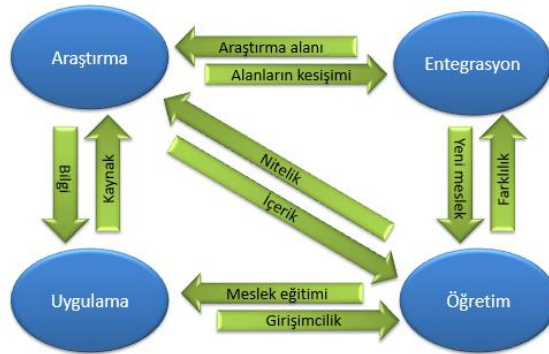 Araştırma
Araştırma alanı
Alanların kesişimi
Entegrasyon
Bilgi
Kaynak
Nitelik
İçerik
Yeni meslek
Farklılık
Uygulama
Meslek eğitimi
Girişimcilik
Öğretim